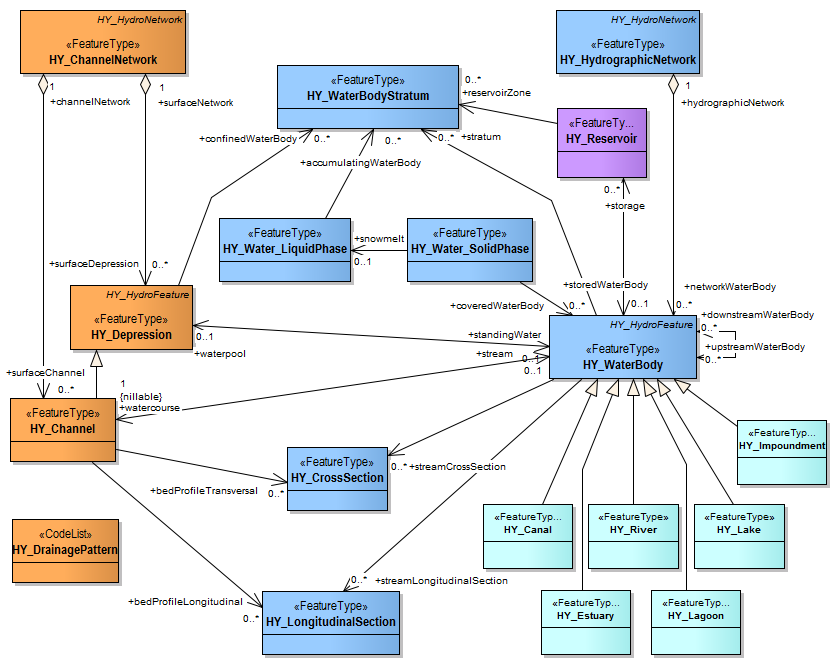 HY_HydroNetwork
«FeatureType»
HY_ChannelNetwork
HY_HydroNetwork
«FeatureType»
HY_HydrographicNetwork
«FeatureType»
HY_WaterBodyStratum
0..*
+reservoirZone
1
+channelNetwork
1
+surfaceNetwork
1
+hydrographicNetwork
«FeatureTy...
HY_Reservoir
+confinedWaterBody
0..*
0..*
0..*
+stratum
+accumulatingWaterBody
0..*
+storage
«FeatureType»
HY_Water_LiquidPhase
+snowmelt
0..1
«FeatureType»
HY_Water_SolidPhase
+surfaceDepression
0..*
+storedWaterBody
0..1
+networkWaterBody
0..*
+coveredWaterBody
0..*
HY_HydroFeature
«FeatureType»
HY_Depression
HY_HydroFeature
«FeatureType»
HY_WaterBody
+downstreamWaterBody
0..*
+upstreamWaterBody
0..*
0..1
+waterpool
+standingWater
0..1
+stream
0..1
+surfaceChannel
0..*
1
{nillable}
+watercourse
«FeatureType»
HY_Channel
«FeatureTyp...
HY_Impoundment
«FeatureType»
HY_CrossSection
0..*
+streamCrossSection
+bedProfileTransversal
0..*
«CodeList»
HY_DrainagePattern
«FeatureTyp...
HY_Canal
«FeatureType»
HY_River
«FeatureType»
HY_Lake
0..*
+streamLongitudinalSection
+bedProfileLongitudinal
0..*
«FeatureType»
HY_LongitudinalSection
«FeatureTyp...
HY_Estuary
«FeatureTyp...
HY_Lagoon